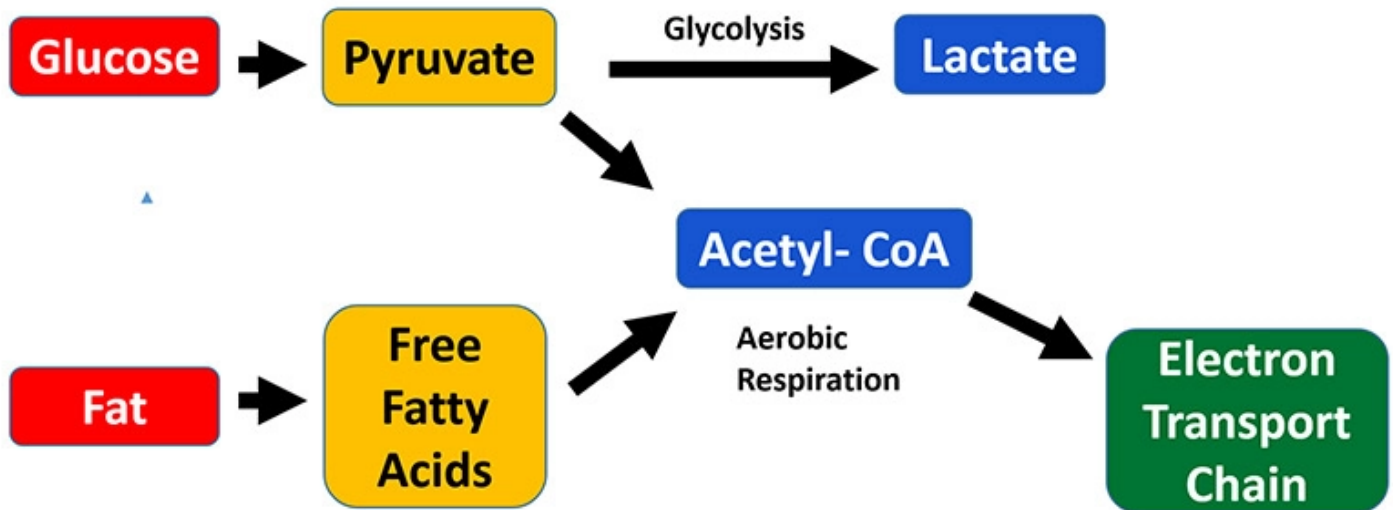 Glucose
Pyruvate
Glycolysis
Lactate
Acetyl- CoA
Aerobic
Respiration
Fat
Free
Fatty
Acids
Electron
Transport
Chain